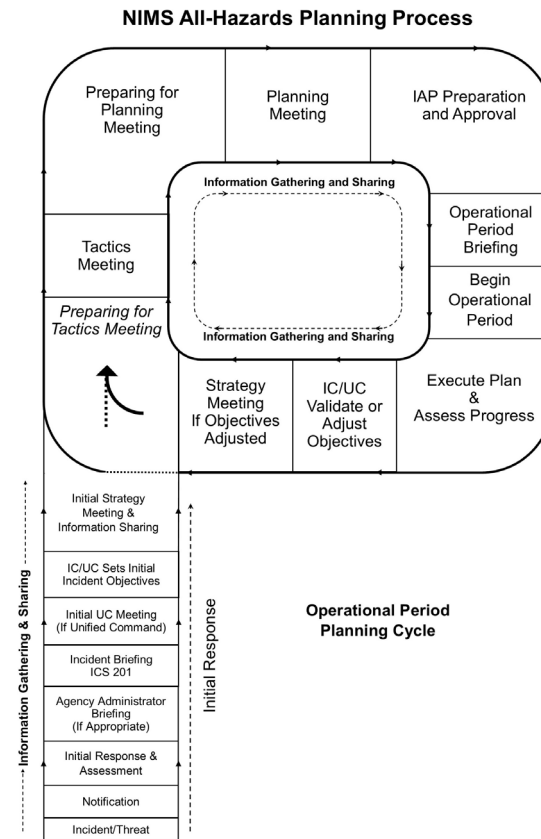 NIMS All-Hazards Planning Process
Preparing for
Planning
Meeting
Planning
Meeting
IAP Preparation
and Approval
Information Gathering and Sharing
Tactics
Meeting
Operational
Period
Briefing
Preparing for
Tactics Meeting
Begin
Operational
Period
Information Gathering and Sharing
Strategy
Meeting
If Objectives
Adjusted
IC/UC
Validate or
Adjust
Objectives
Execute Plan
&
Assess Progress
Initial Strategy
Meeting &
Information Sharing
IC/UC Sets Initial
Incident Objectives
Initial UC Meeting
(If Unified Command)
Incident Briefing
ICS 201
Agency Administrator
Briefing
(If Appropriate)
Initial Response &
Assessment
Notification
Incident/Threat
Information Gathering & Sharing
Initial Response
Operational Period
Planning Cycle